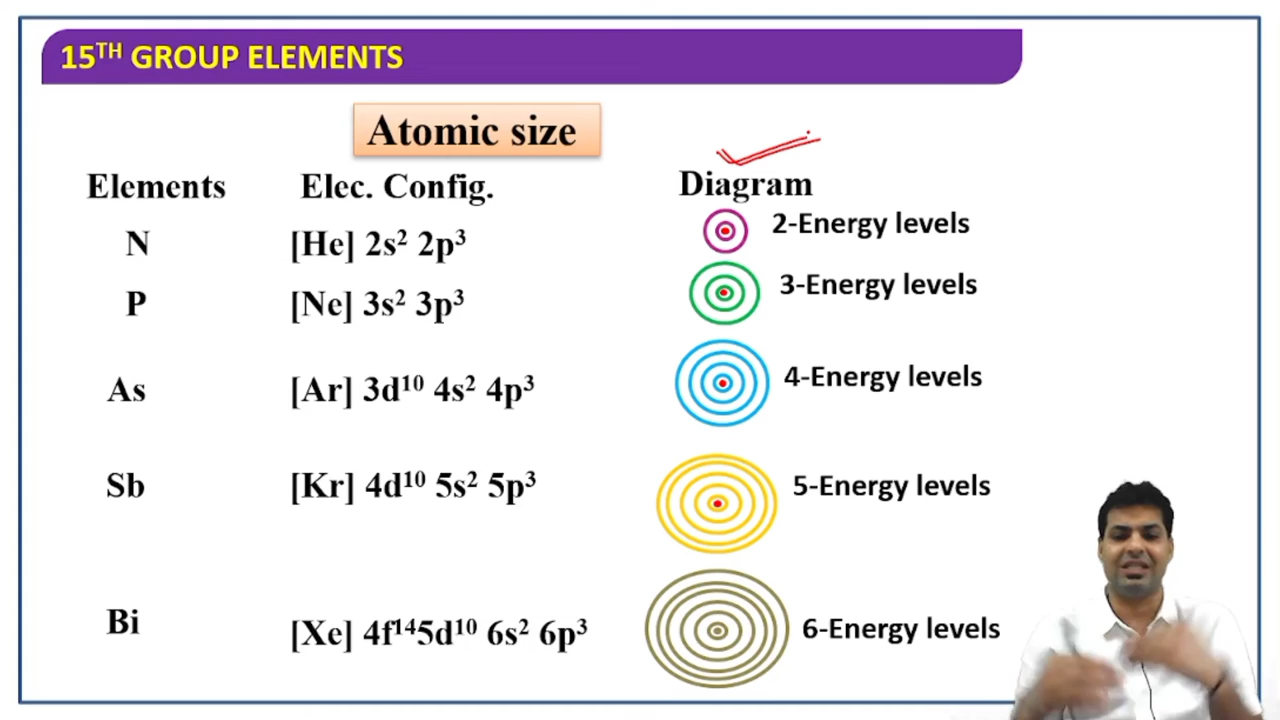 15ᵀᴴ GROUP ELEMENTS
Atomic size
Elements Elec. Config. Diagram
N [He] 2s² 2p³ 2-Energy levels
P [Ne] 3s² 3p³ 3-Energy levels
As [Ar] 3d¹⁰ 4s² 4p³ 4-Energy levels
Sb [Kr] 4d¹⁰ 5s² 5p³ 5-Energy levels
Bi [Xe] 4f¹⁴5d¹⁰ 6s² 6p³ 6-Energy levels